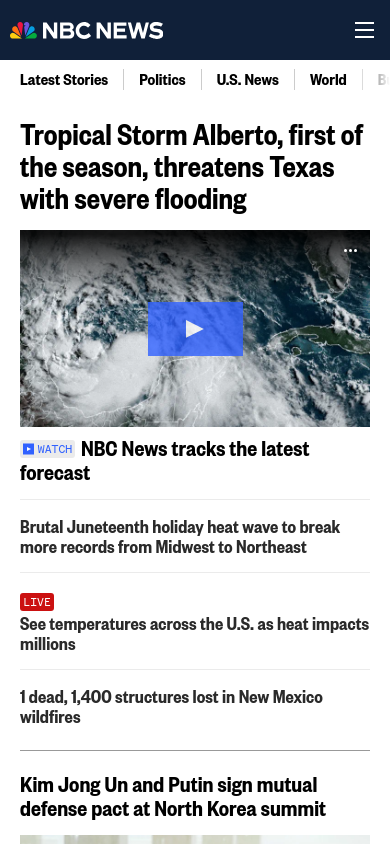 NBC NEWS
Latest Stories
Politics
U.S. News
World
Tropical Storm Alberto, first of
the season, threatens Texas
with severe flooding
WATCH NBC News tracks the latest
forecast
Brutal Juneteenth holiday heat wave to break
more records from Midwest to Northeast
LIVE
See temperatures across the U.S. as heat impacts
millions
1 dead, 1,400 structures lost in New Mexico
wildfires
Kim Jong Un and Putin sign mutual
defense pact at North Korea summit